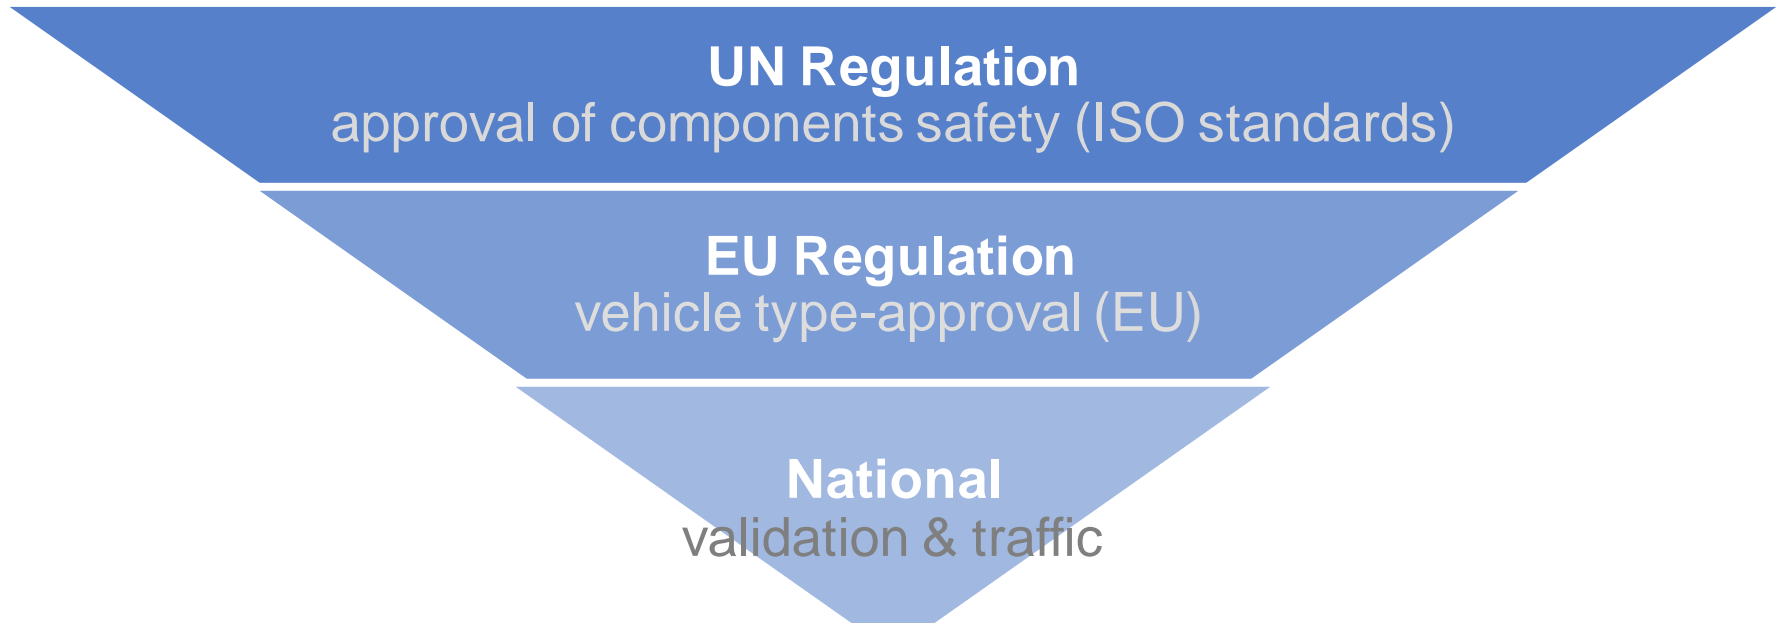 UN Regulation
approval of components safety (ISO standards)
EU Regulation
vehicle type-approval (EU)
National
validation & traffic